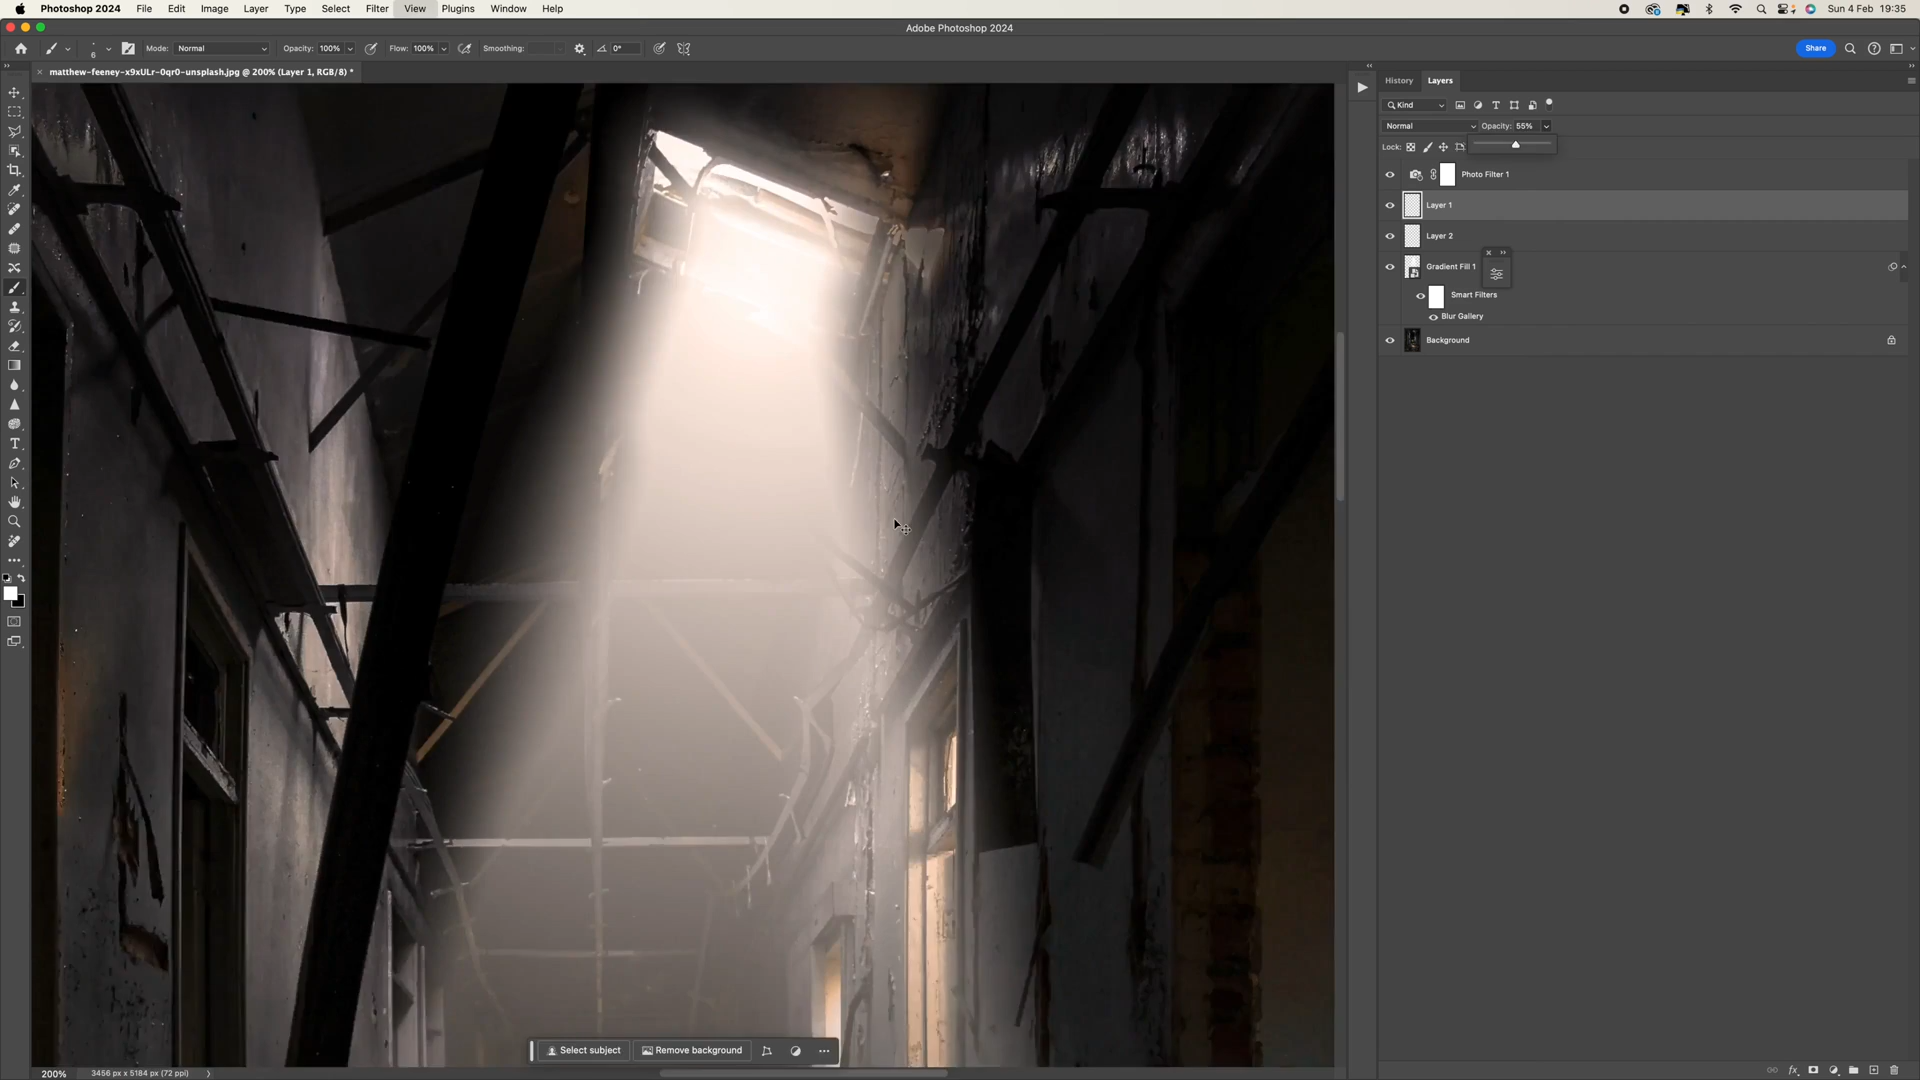 Photoshop 2024 File Edit Image Layer Type Select Filter View Plugins Window Help Sun 4 Feb 19:35
Adobe Photoshop 2024
6 Mode: Normal Opacity: 100% Flow: 100% Smoothing: 0° Share
matthew-feeney-x9xULr-0qr0-unsplash.jpg @ 200% (Layer 1, RGB/8) *
History Layers
Kind
Normal Opacity: 55%
Lock:
Photo Filter 1
Layer 1
Layer 2
Gradient Fill 1
Smart Filters
Blur Gallery
Background
Select subject Remove background
200% 3456 px x 5184 px (72 ppi)